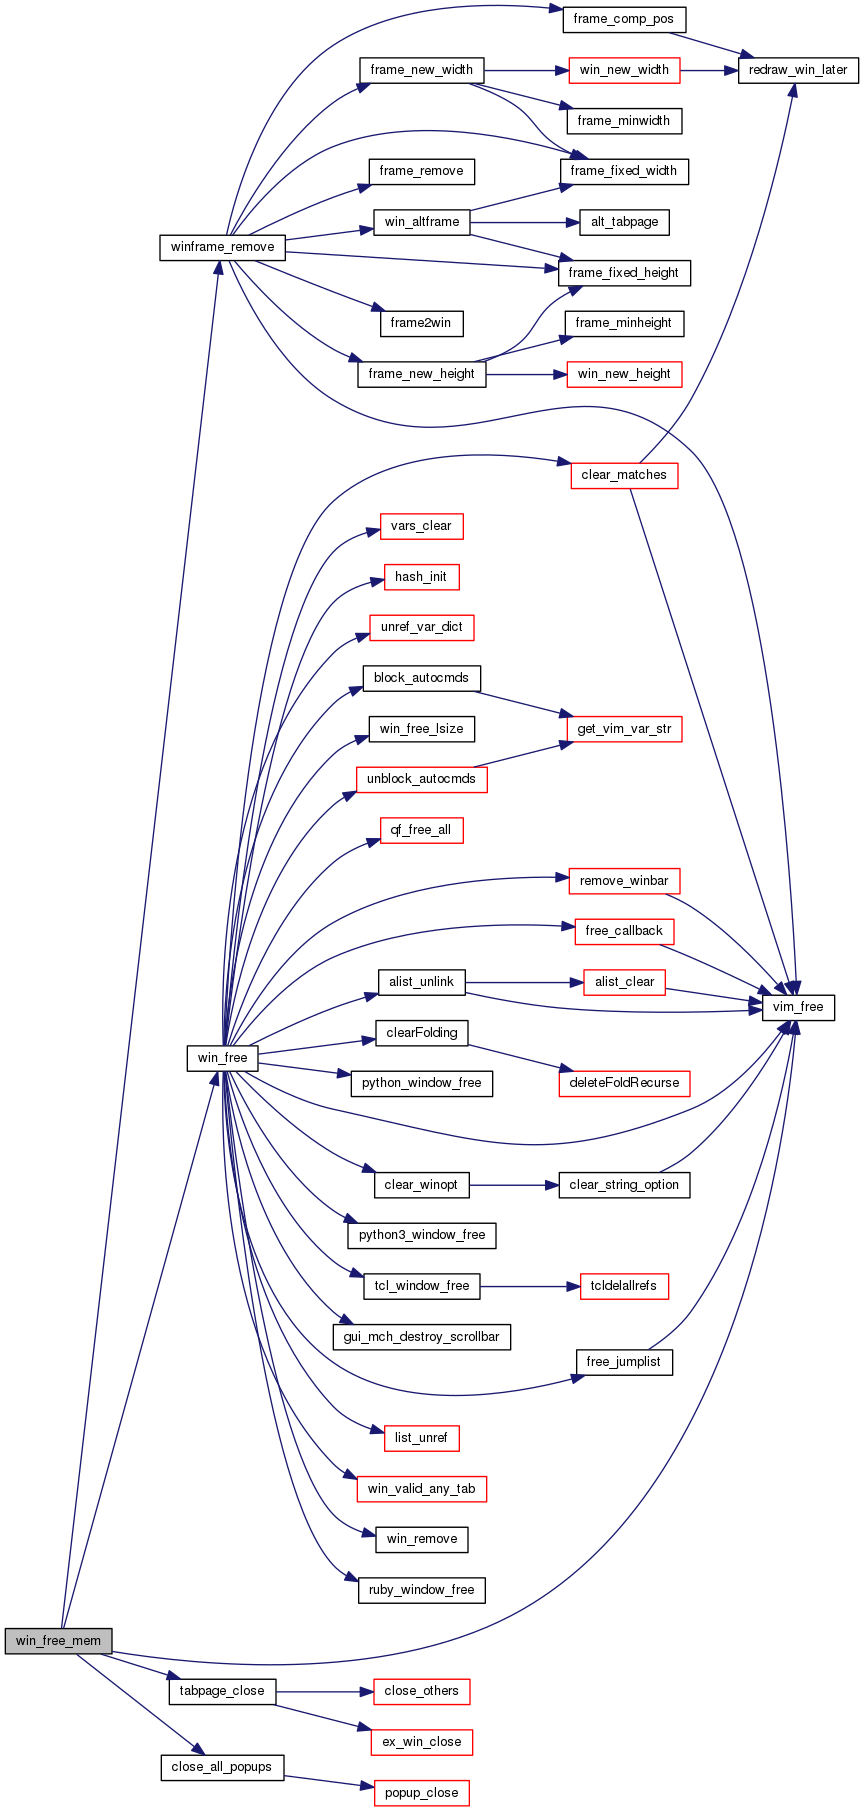 frame_comp_pos
frame_new_width
win_new_width
redraw_win_later
frame_minwidth
frame_remove
frame_fixed_width
win_altframe
alt_tabpage
winframe_remove
frame_fixed_height
frame2win
frame_minheight
frame_new_height
win_new_height
clear_matches
vars_clear
hash_init
unref_var_dict
block_autocmds
win_free_lsize
get_vim_var_str
unblock_autocmds
qf_free_all
remove_winbar
free_callback
alist_unlink
alist_clear
vim_free
clearFolding
win_free
python_window_free
deleteFoldRecurse
clear_winopt
clear_string_option
python3_window_free
tcl_window_free
tcldelallrefs
gui_mch_destroy_scrollbar
free_jumplist
list_unref
win_valid_any_tab
win_remove
ruby_window_free
win_free_mem
tabpage_close
close_others
ex_win_close
close_all_popups
popup_close